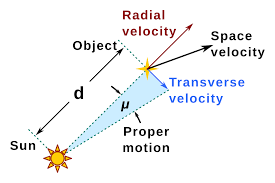 Radial
velocity
Object
Space
velocity
d
Transverse
velocity
μ
Proper
motion
Sun